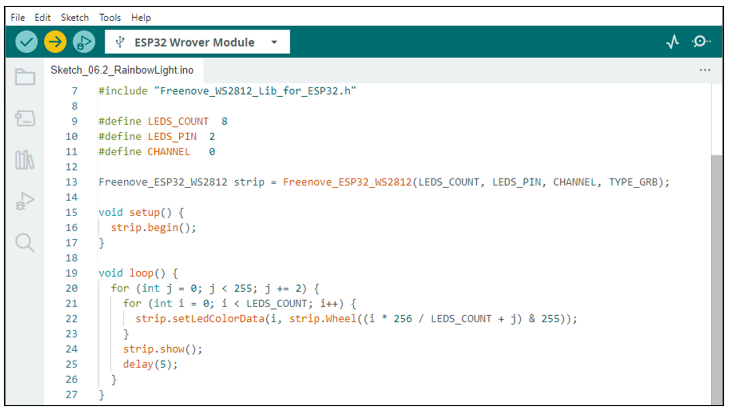 File Edit Sketch Tools Help
ESP32 Wrover Module
Sketch_06.2_RainbowLight.ino
7 #include "Freenove_WS2812_Lib_for_ESP32.h"
8
9 #define LEDS_COUNT 8
10 #define LEDS_PIN 2
11 #define CHANNEL 0
12
13 Freenove_ESP32_WS2812 strip = Freenove_ESP32_WS2812(LEDS_COUNT, LEDS_PIN, CHANNEL, TYPE_GRB);
14
15 void setup() {
16 strip.begin();
17 }
18
19 void loop() {
20 for (int j = 0; j < 255; j += 2) {
21 for (int i = 0; i < LEDS_COUNT; i++) {
22 strip.setLedColorData(i, strip.Wheel((i * 256 / LEDS_COUNT + j) & 255));
23 }
24 strip.show();
25 delay(5);
26 }
27 }